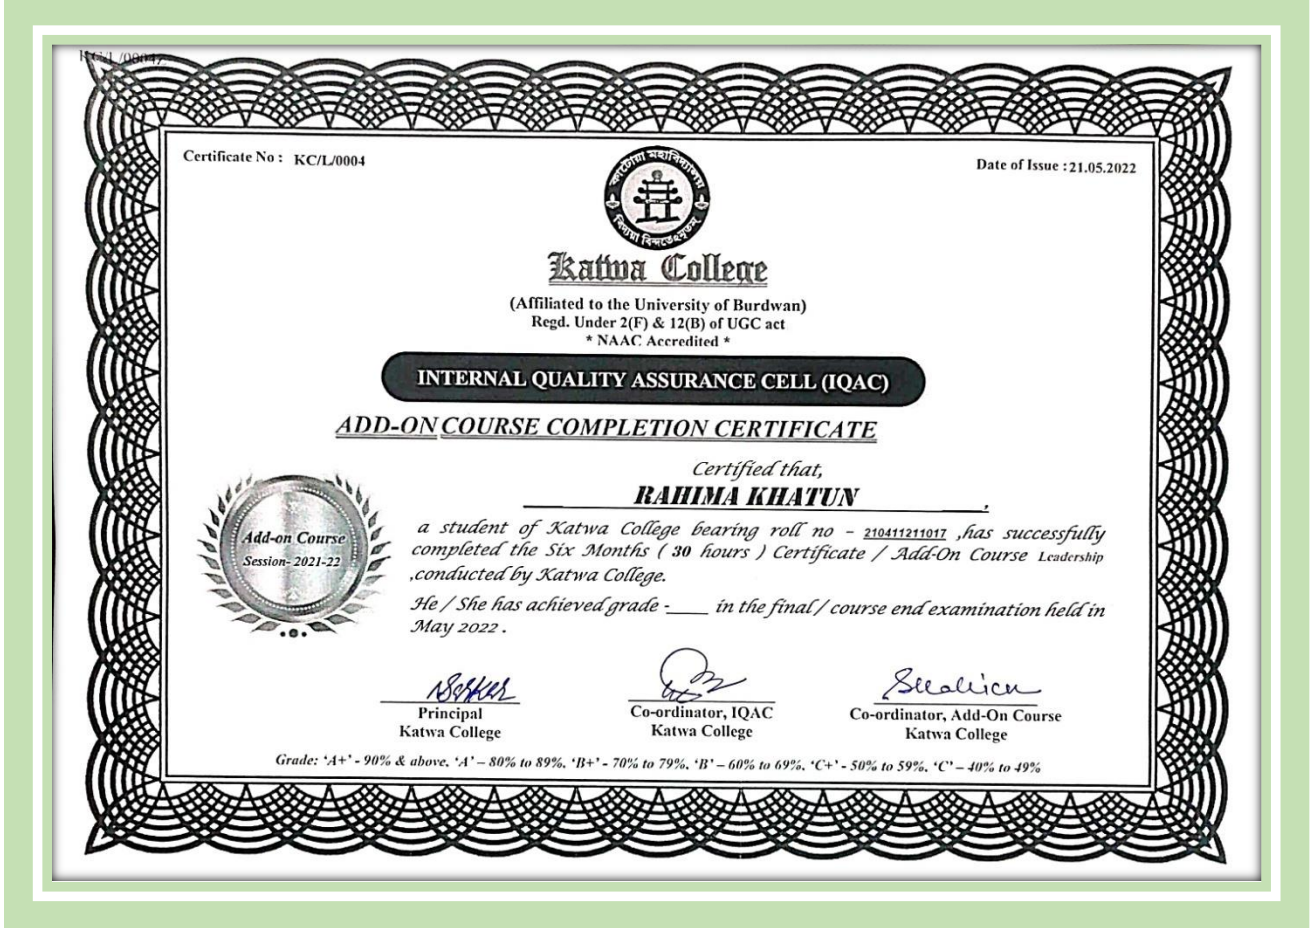 Certificate No : KC/L/0004
Date of Issue : 21.05.2022
কাটোয়া মহাবিদ্যালয়
বিদ্যয়া বিন্দতেঽমৃতম্
Katwa College
(Affiliated to the University of Burdwan)
Regd. Under 2(F) & 12(B) of UGC act
* NAAC Accredited *
INTERNAL QUALITY ASSURANCE CELL (IQAC)
ADD-ON COURSE COMPLETION CERTIFICATE
Certified that,
RAHIMA KHATUN ,
Add-on Course
Session- 2021-22
a student of Katwa College bearing roll no - 210411211017 ,has successfully
completed the Six Months ( 30 hours ) Certificate / Add-On Course Leadership
,conducted by Katwa College.
He / She has achieved grade -____ in the final / course end examination held in
May 2022 .
Principal
Katwa College
Co-ordinator, IQAC
Katwa College
Co-ordinator, Add-On Course
Katwa College
Grade: ‘A+’ - 90% & above, ‘A’ – 80% to 89%, ‘B+’ - 70% to 79%, ‘B’ – 60% to 69%, ‘C+’ - 50% to 59%, ‘C’ – 40% to 49%